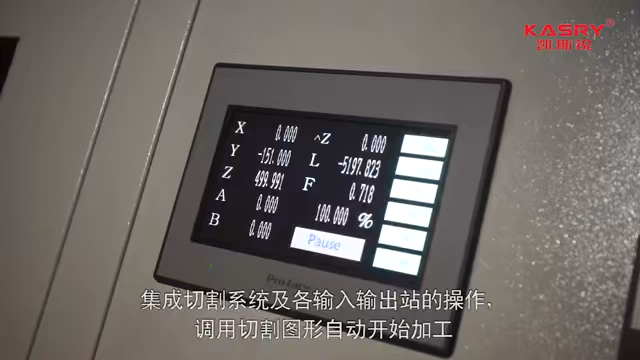 KASRY®
凯斯锐
X 0.000 ^Z 0.000
Y -151.000 L -5197.823
Z 499.991 F 0.718
A 0.000 100.000 %
B 0.000 Pause
Pro-face
集成切割系统及各输入输出站的操作,
调用切割图形自动开始加工